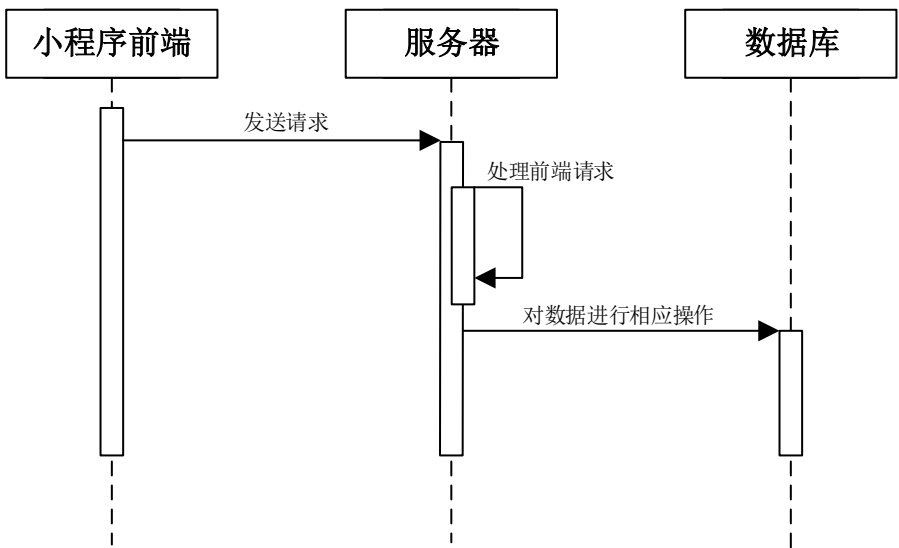 小程序前端
服务器
数据库
发送请求
处理前端请求
对数据进行相应操作